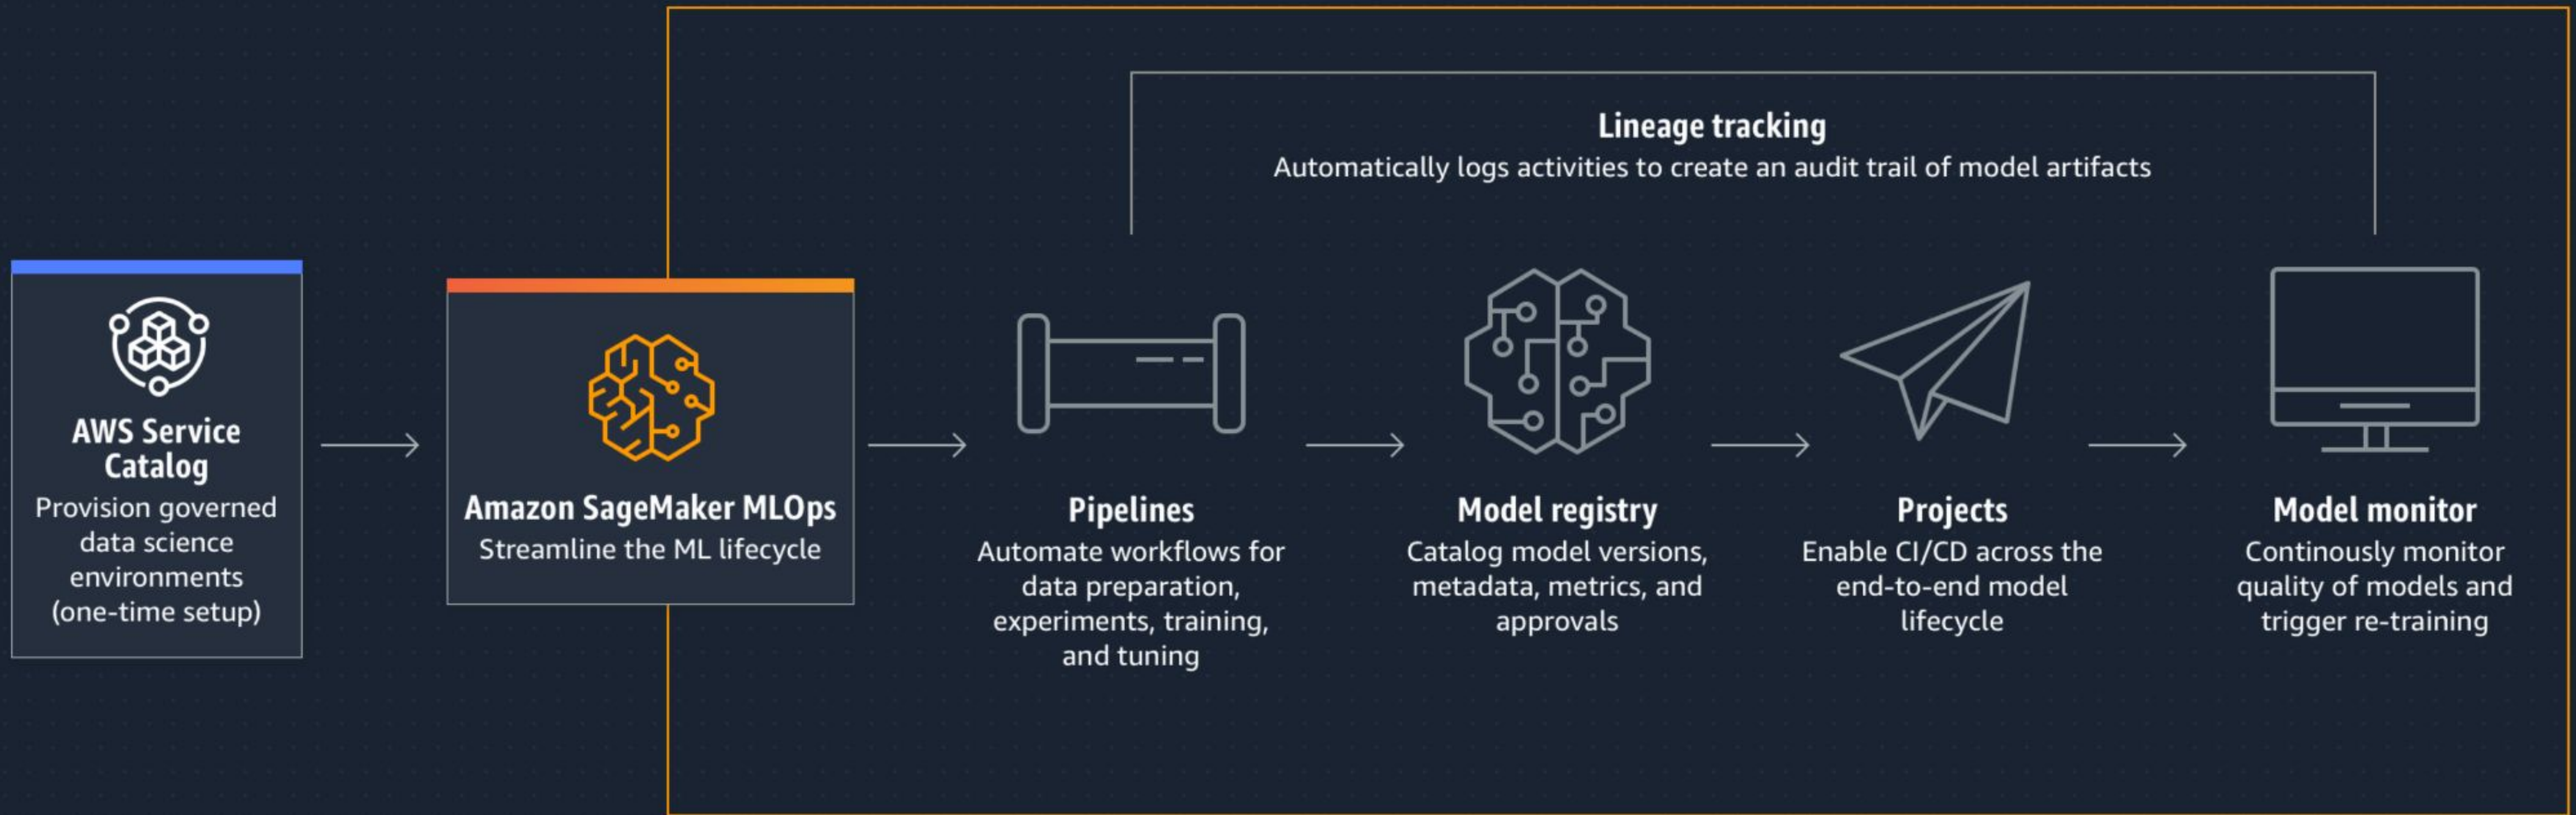 Lineage tracking
Automatically logs activities to create an audit trail of model artifacts
AWS Service
Catalog
Provision governed
data science
environments
(one-time setup)
Amazon SageMaker MLOps
Streamline the ML lifecycle
Pipelines
Automate workflows for
data preparation,
experiments, training,
and tuning
Model registry
Catalog model versions,
metadata, metrics, and
approvals
Projects
Enable CI/CD across the
end-to-end model
lifecycle
Model monitor
Continously monitor
quality of models and
trigger re-training